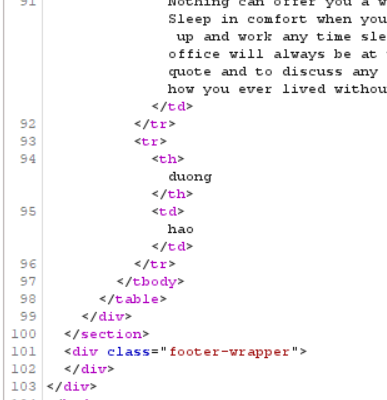 91 Nothing can offer you a w
Sleep in comfort when you
up and work any time sle
office will always be at
quote and to discuss any
how you ever lived withou
</td>
92 </tr>
93 <tr>
94 <th>
duong
</th>
95 <td>
hao
</td>
96 </tr>
97 </tbody>
98 </table>
99 </div>
100 </section>
101 <div class="footer-wrapper">
102 </div>
103 </div>